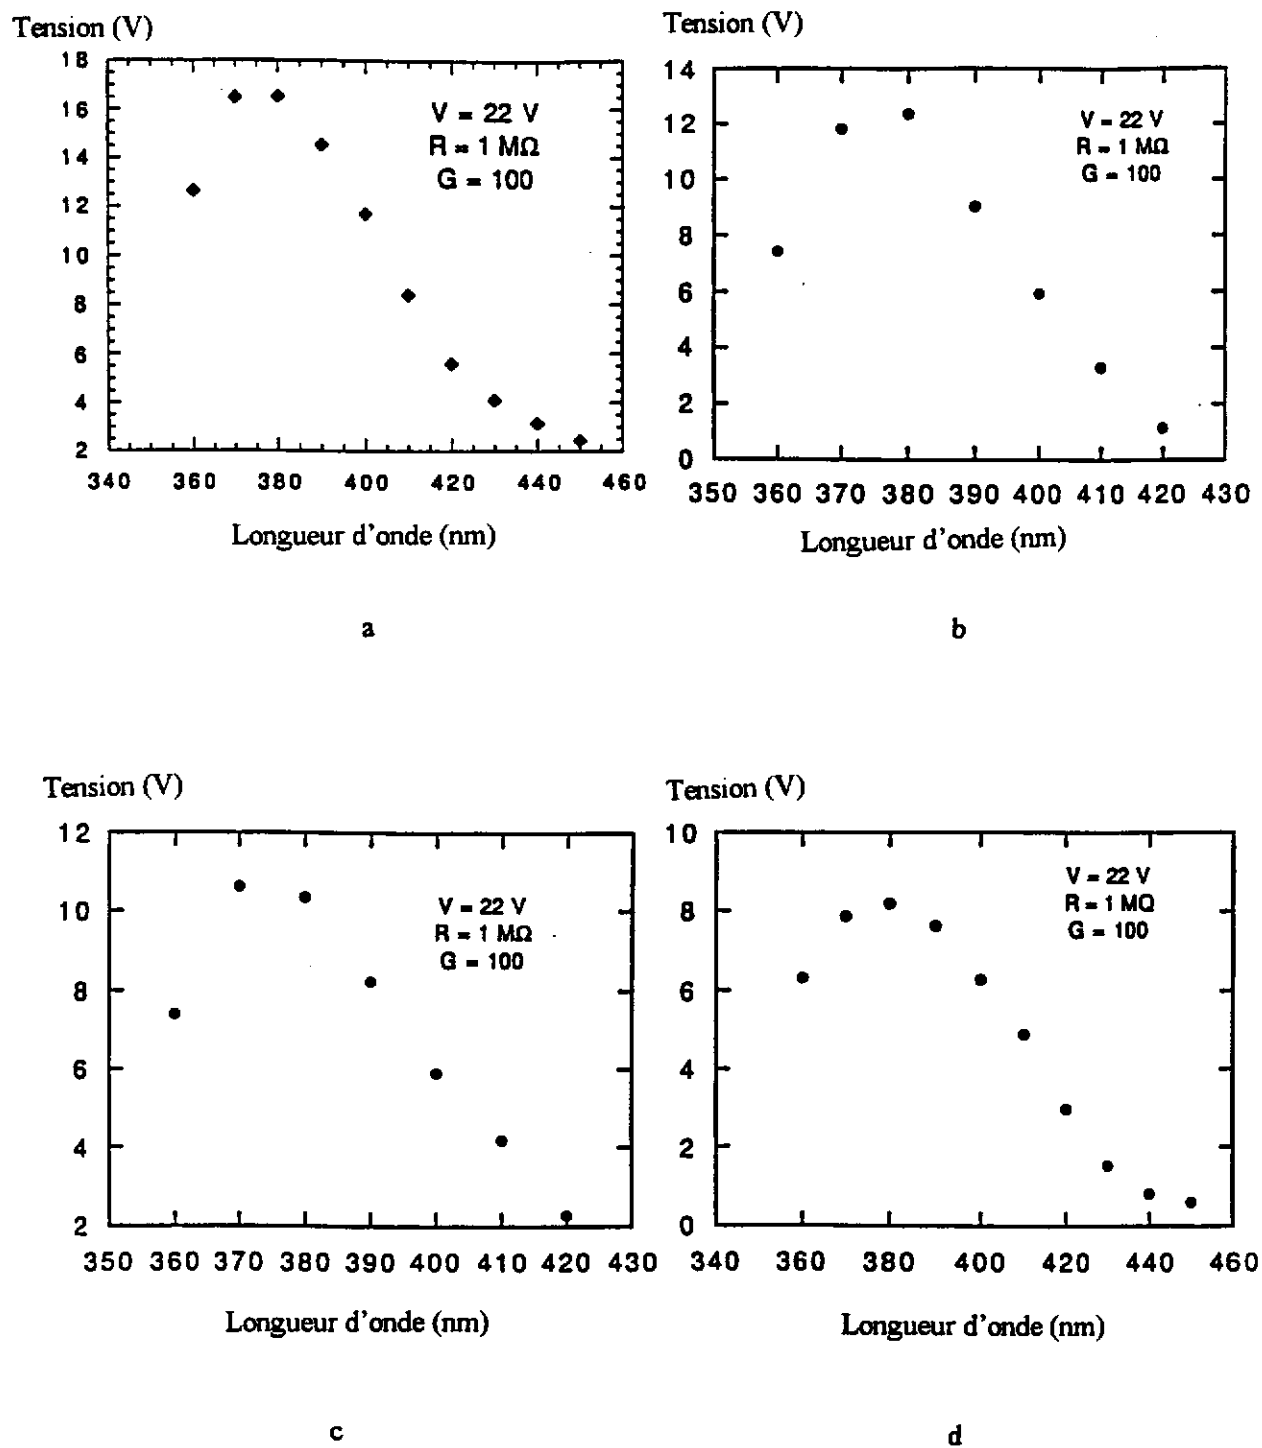 Tension (V)
18
16
14
12
10
8
6
4
2
V = 22 V
R = 1 MΩ
G = 100
340 360 380 400 420 440 460
Longueur d'onde (nm)
a
Tension (V)
14
12
10
8
6
4
2
0
V = 22 V
R = 1 MΩ
G = 100
350 360 370 380 390 400 410 420 430
Longueur d'onde (nm)
b
Tension (V)
12
10
8
6
4
2
V = 22 V
R = 1 MΩ
G = 100
350 360 370 380 390 400 410 420 430
Longueur d'onde (nm)
c
Tension (V)
10
8
6
4
2
0
V = 22 V
R = 1 MΩ
G = 100
340 360 380 400 420 440 460
Longueur d'onde (nm)
d